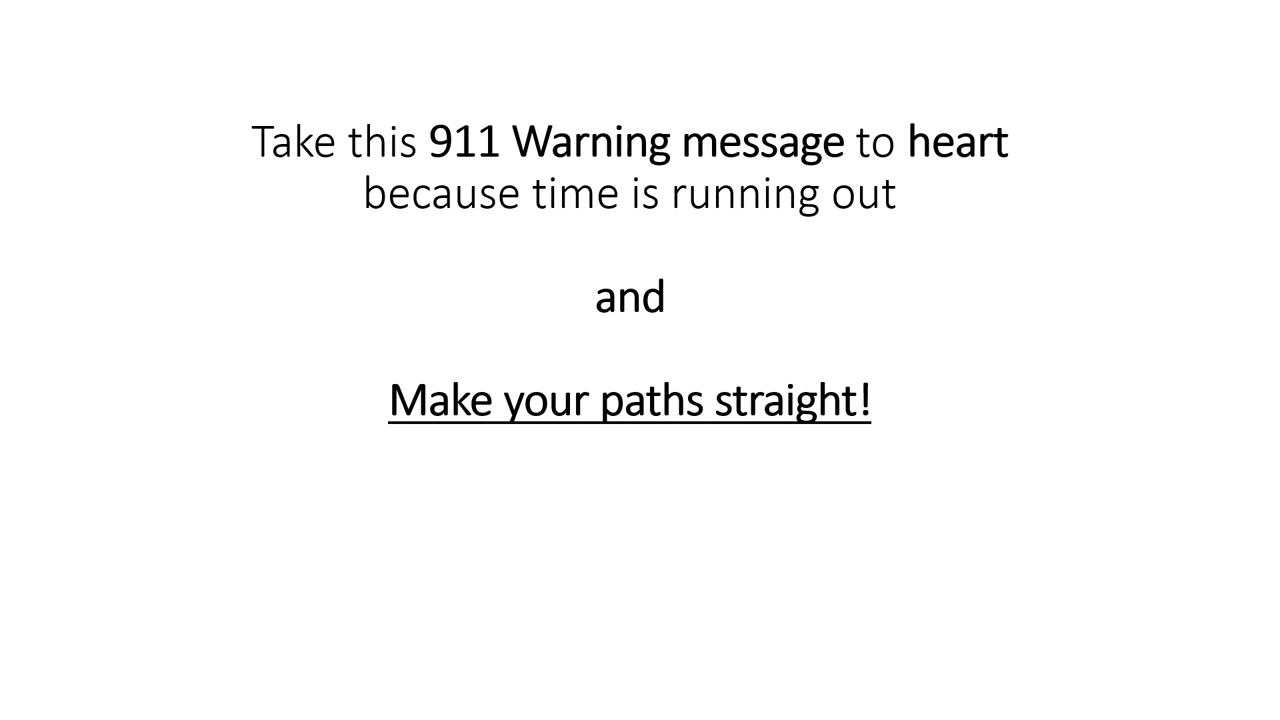 Take this 911 Warning message to heart
because time is running out
and
Make your paths straight!